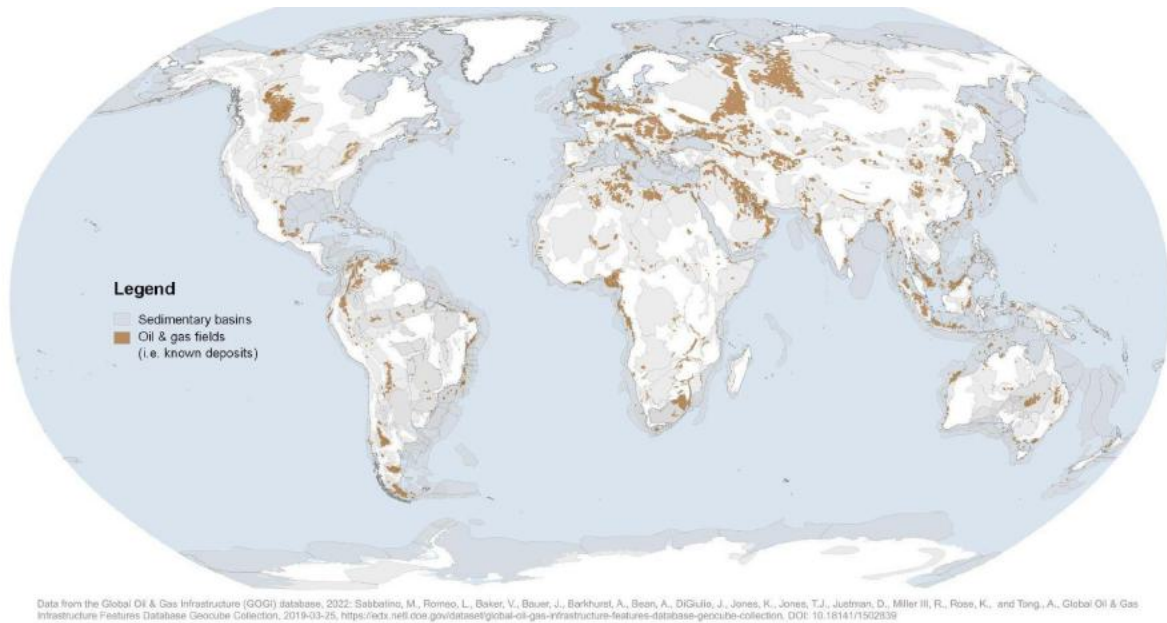 Legend
Sedimentary basins
Oil & gas fields
(i.e. known deposits)
Data from the Global Oil & Gas Infrastructure (GOGI) database, 2022: Sabbatino, M., Romeo, L., Baker, V., Bauer, J., Barkhurst, A., Bean, A., DiGiulio, J., Jones, K., Jones, T.J., Justman, D., Miller III, R., Rose, K., and Tong, A., Global Oil & Gas
Infrastructure Features Database Geocube Collection, 2019-03-25, https://edx.netl.doe.gov/dataset/global-oil-gas-infrastructure-features-database-geocube-collection, DOI: 10.18141/1502839